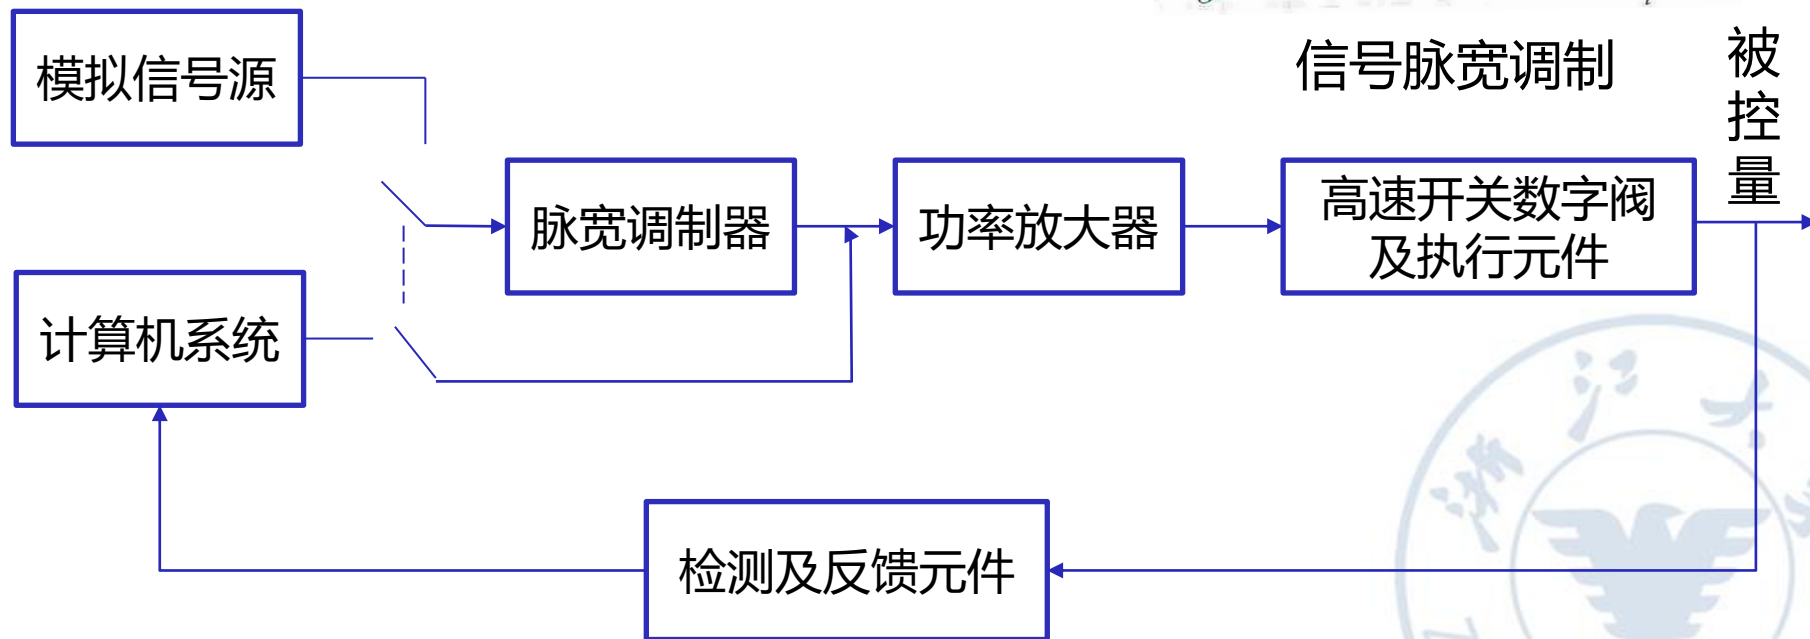 模拟信号源
信号脉宽调制
被控量
脉宽调制器
功率放大器
高速开关数字阀
及执行元件
计算机系统
检测及反馈元件